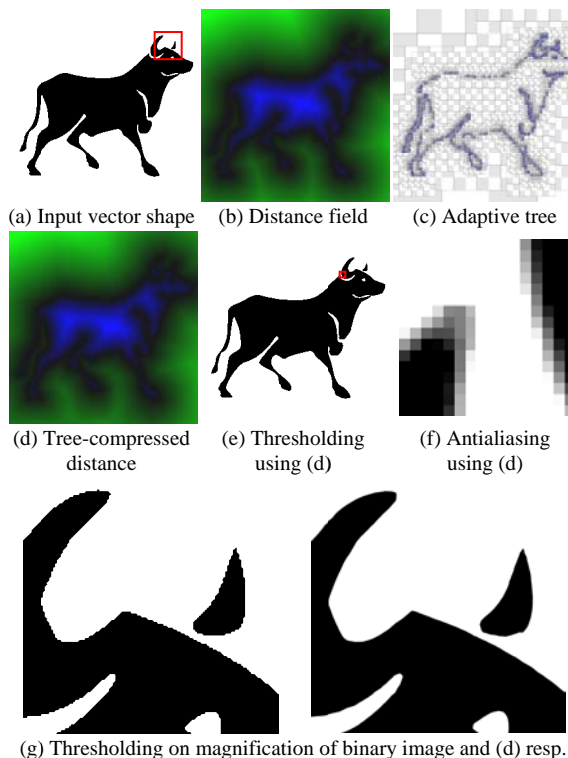 (a) Input vector shape (b) Distance field (c) Adaptive tree
(d) Tree-compressed distance
(e) Thresholding using (d)
(f) Antialiasing using (d)
(g) Thresholding on magnification of binary image and (d) resp.